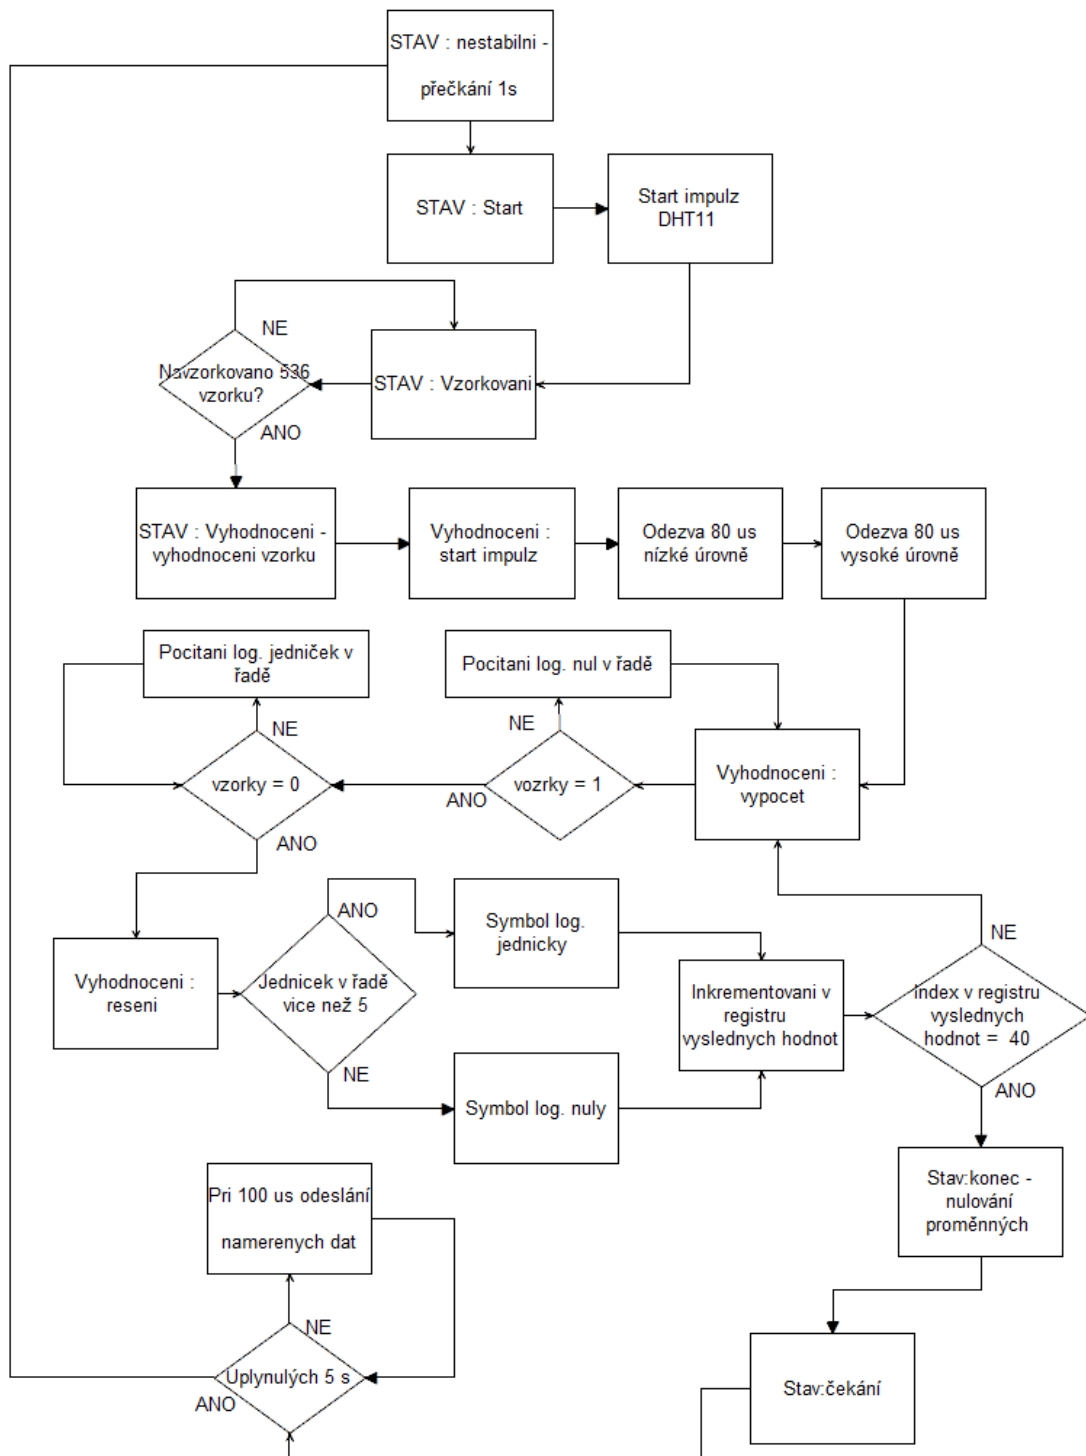 STAV : nestabilni -
přečkání 1s
STAV : Start
Start impulz
DHT11
NE
Navzorkovano 536
vzorku?
STAV : Vzorkovani
ANO
STAV : Vyhodnoceni -
vyhodnoceni vzorku
Vyhodnoceni :
start impulz
Odezva 80 us
nízké úrovně
Odezva 80 us
vysoké úrovně
Pocitani log. jedniček v
řadě
Pocitani log. nul v řadě
NE
NE
vzorky = 0
vozrky = 1
Vyhodnoceni :
vypocet
ANO
ANO
ANO
Symbol log.
jednicky
NE
Vyhodnoceni :
reseni
Jednicek v řadě
vice než 5
Inkrementovani v
registru
vyslednych hodnot
Index v registru
vyslednych
hodnot =  40
NE
Symbol log. nuly
ANO
Pri 100 us odeslání
namerenych dat
Stav:konec -
nulování
proměnných
NE
Uplynulých 5 s
ANO
Stav:čekání